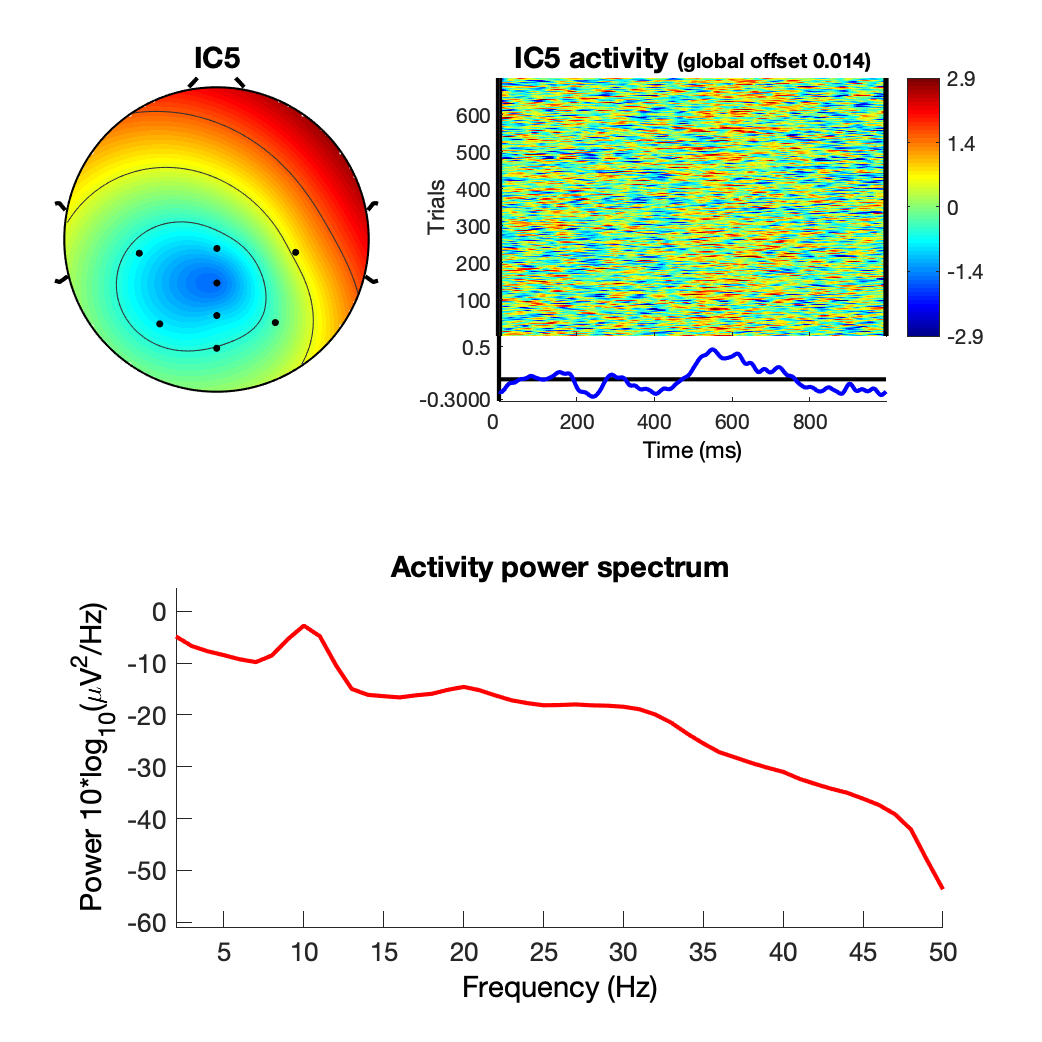 IC5
IC5 activity (global offset 0.014)
Trials
600
500
400
300
200
100
2.9
1.4
0
-1.4
-2.9
0.5
-0.3000
0 200 400 600 800
Time (ms)
Activity power spectrum
Power 10*log10(μV2/Hz)
0
-10
-20
-30
-40
-50
-60
5 10 15 20 25 30 35 40 45 50
Frequency (Hz)